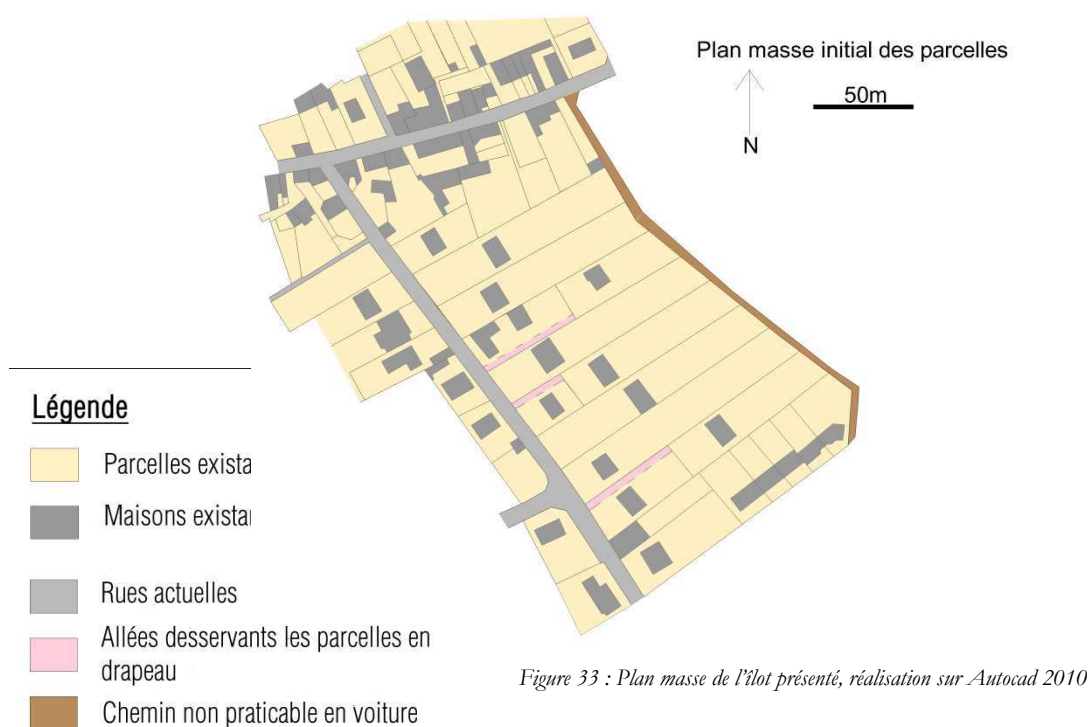 Plan masse initial des parcelles
50m
N
Légende
Parcelles exista
Maisons exista
Rues actuelles
Allées desservants les parcelles en
drapeau
Chemin non praticable en voiture
Figure 33 : Plan masse de l'îlot présenté, réalisation sur Autocad 2010